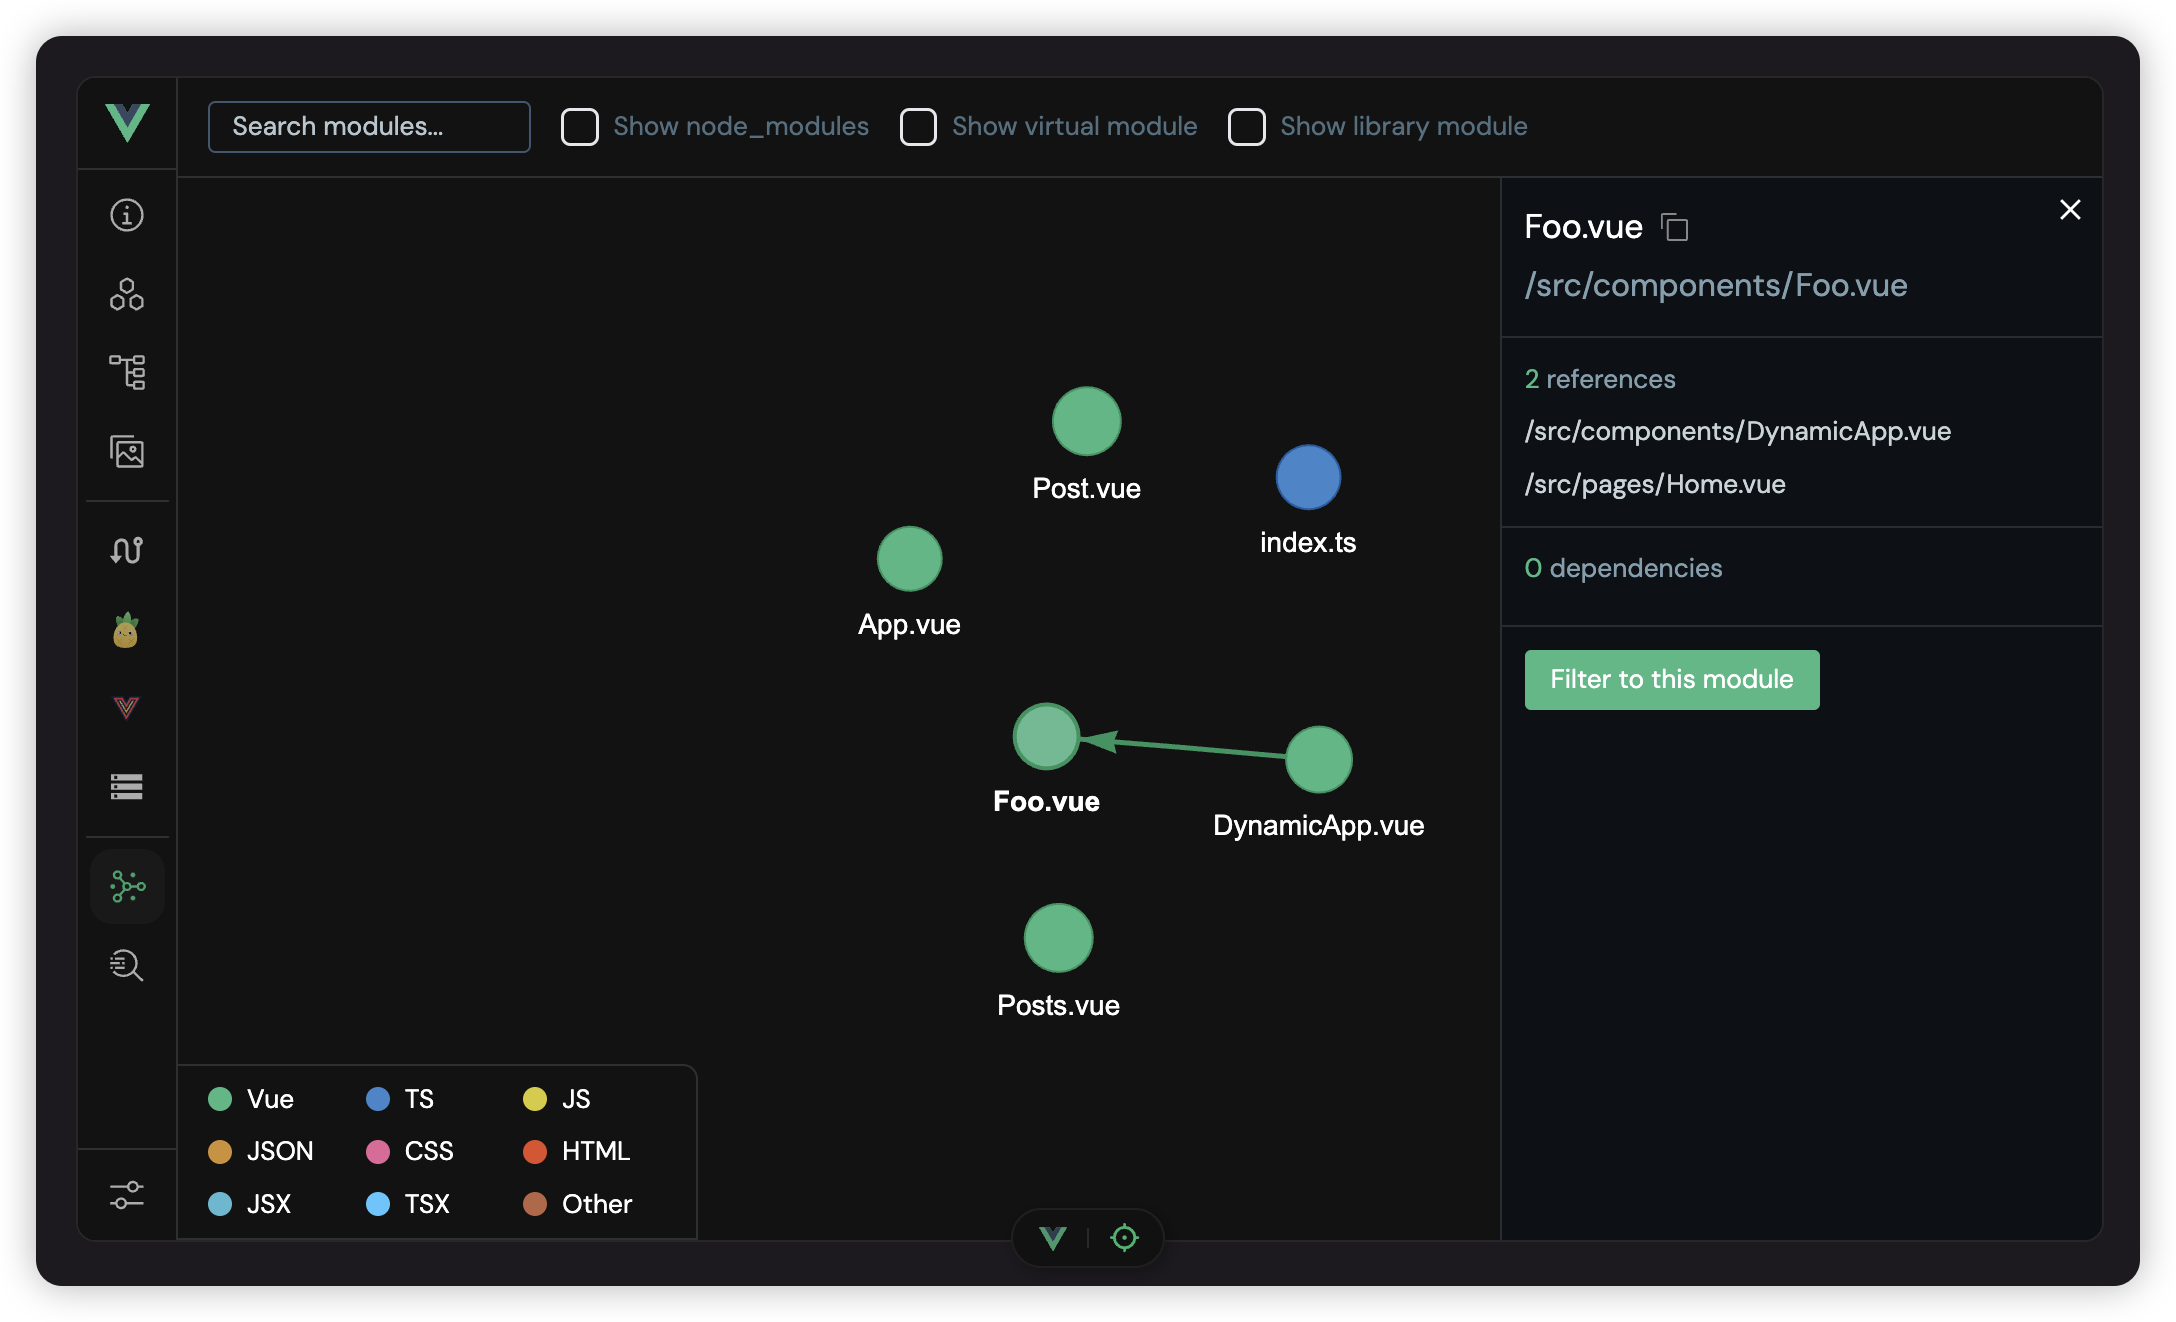 Search modules...
Show node_modules
Show virtual module
Show library module
Foo.vue
/src/components/Foo.vue
2 references
/src/components/DynamicApp.vue
/src/pages/Home.vue
0 dependencies
Filter to this module
Post.vue
index.ts
App.vue
Foo.vue
DynamicApp.vue
Posts.vue
Vue
TS
JS
JSON
CSS
HTML
JSX
TSX
Other